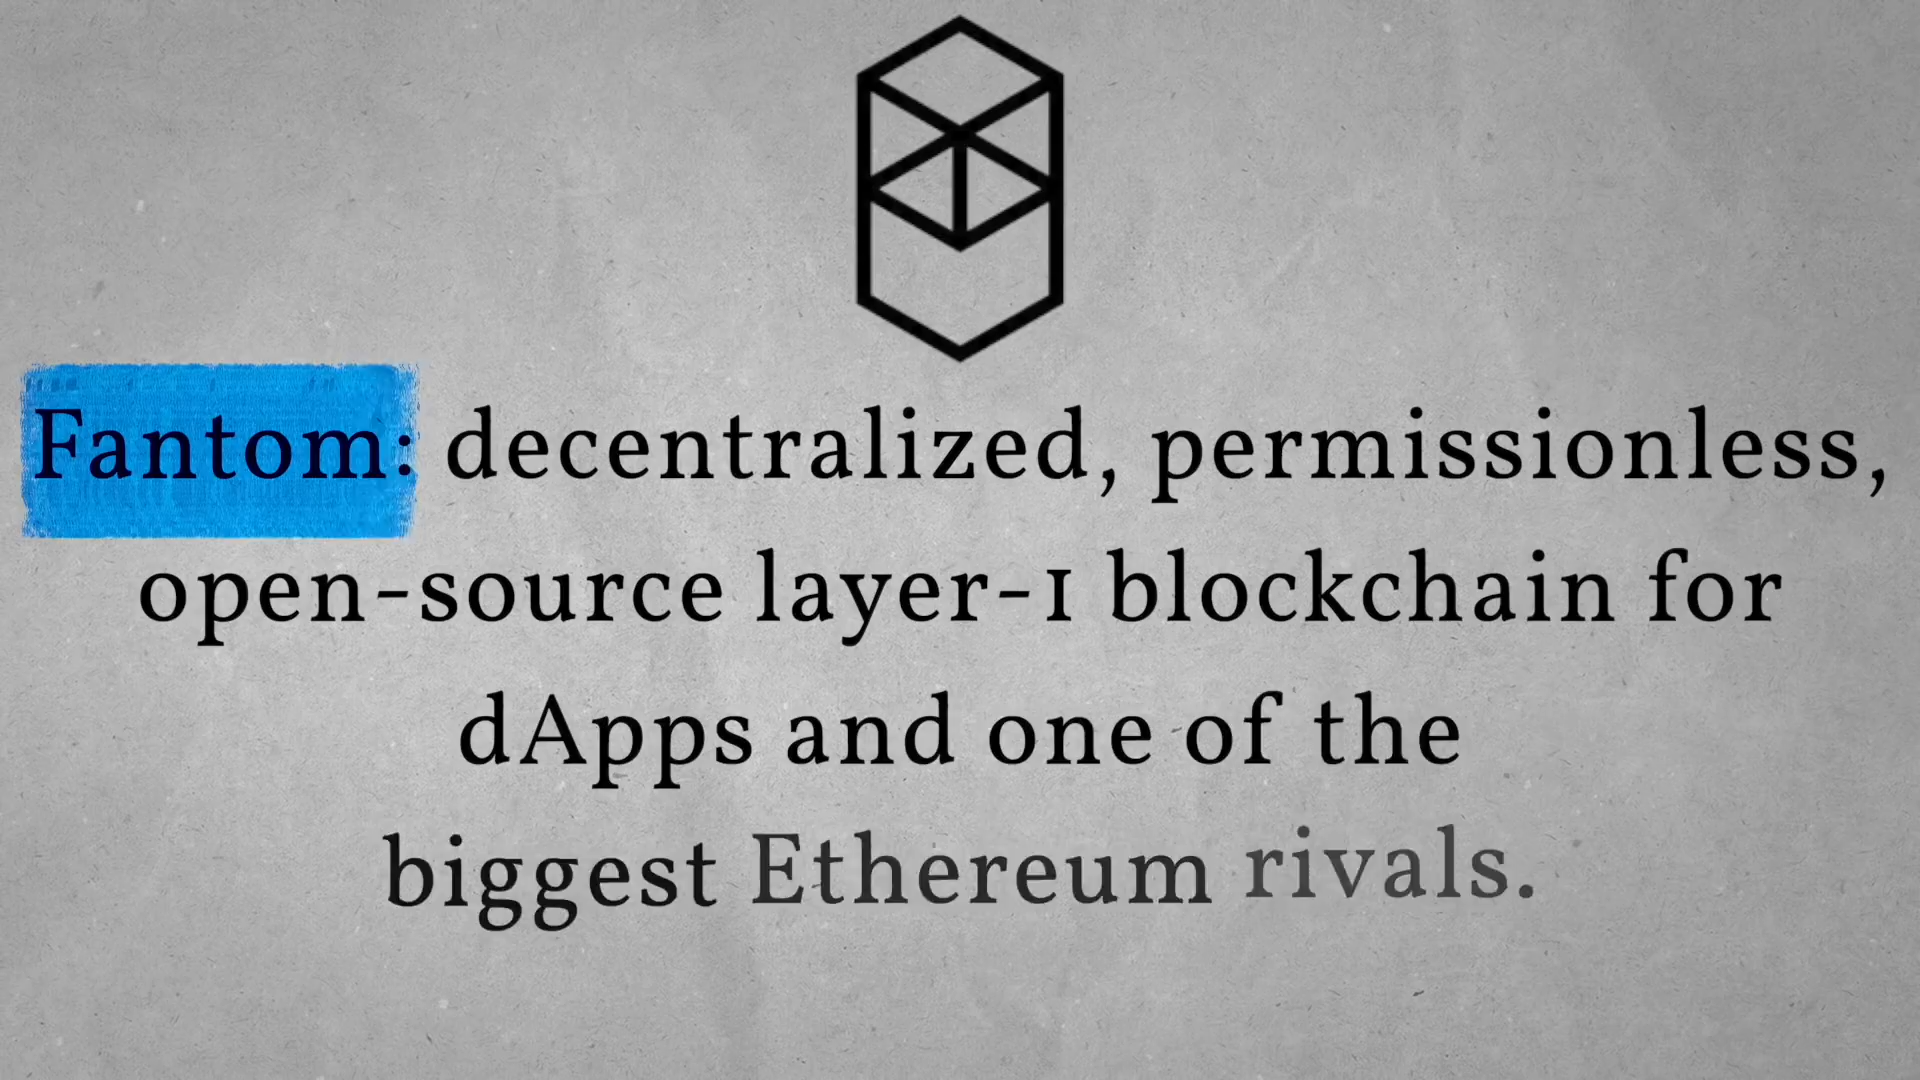 Fantom: decentralized, permissionless,
open-source layer-1 blockchain for
dApps and one of the
biggest Ethereum rivals.